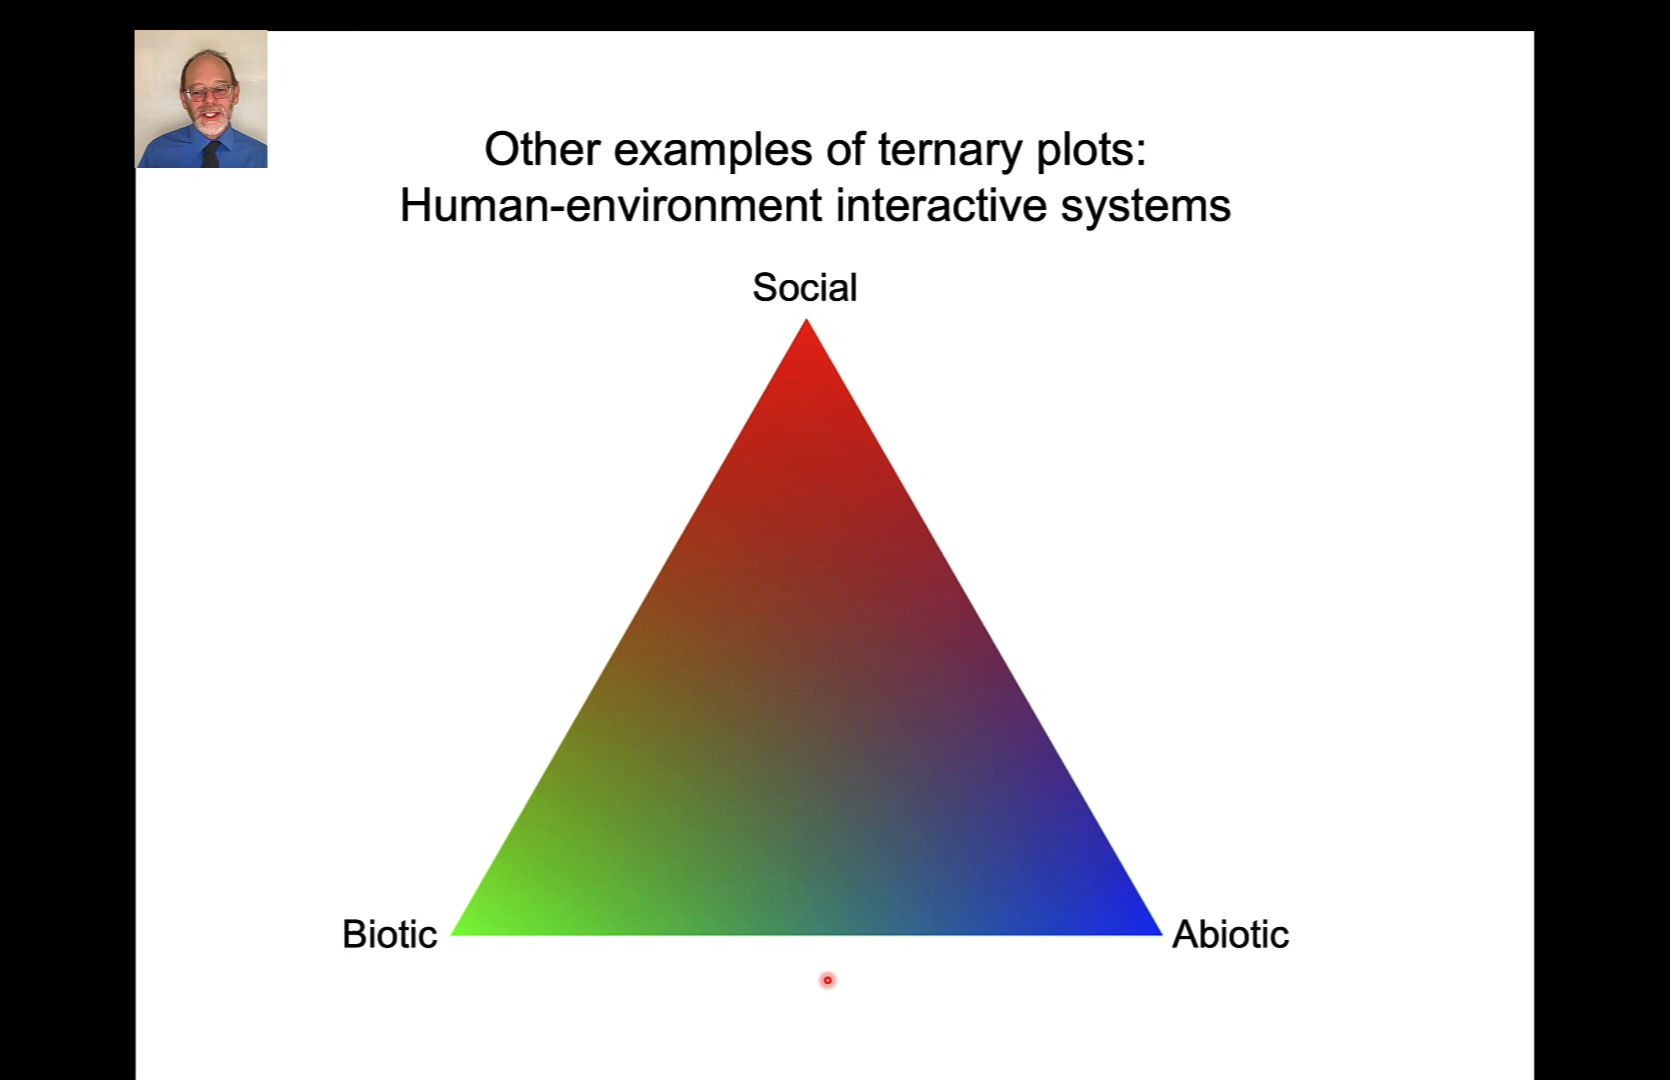 Other examples of ternary plots:
Human-environment interactive systems
Social
Biotic
Abiotic